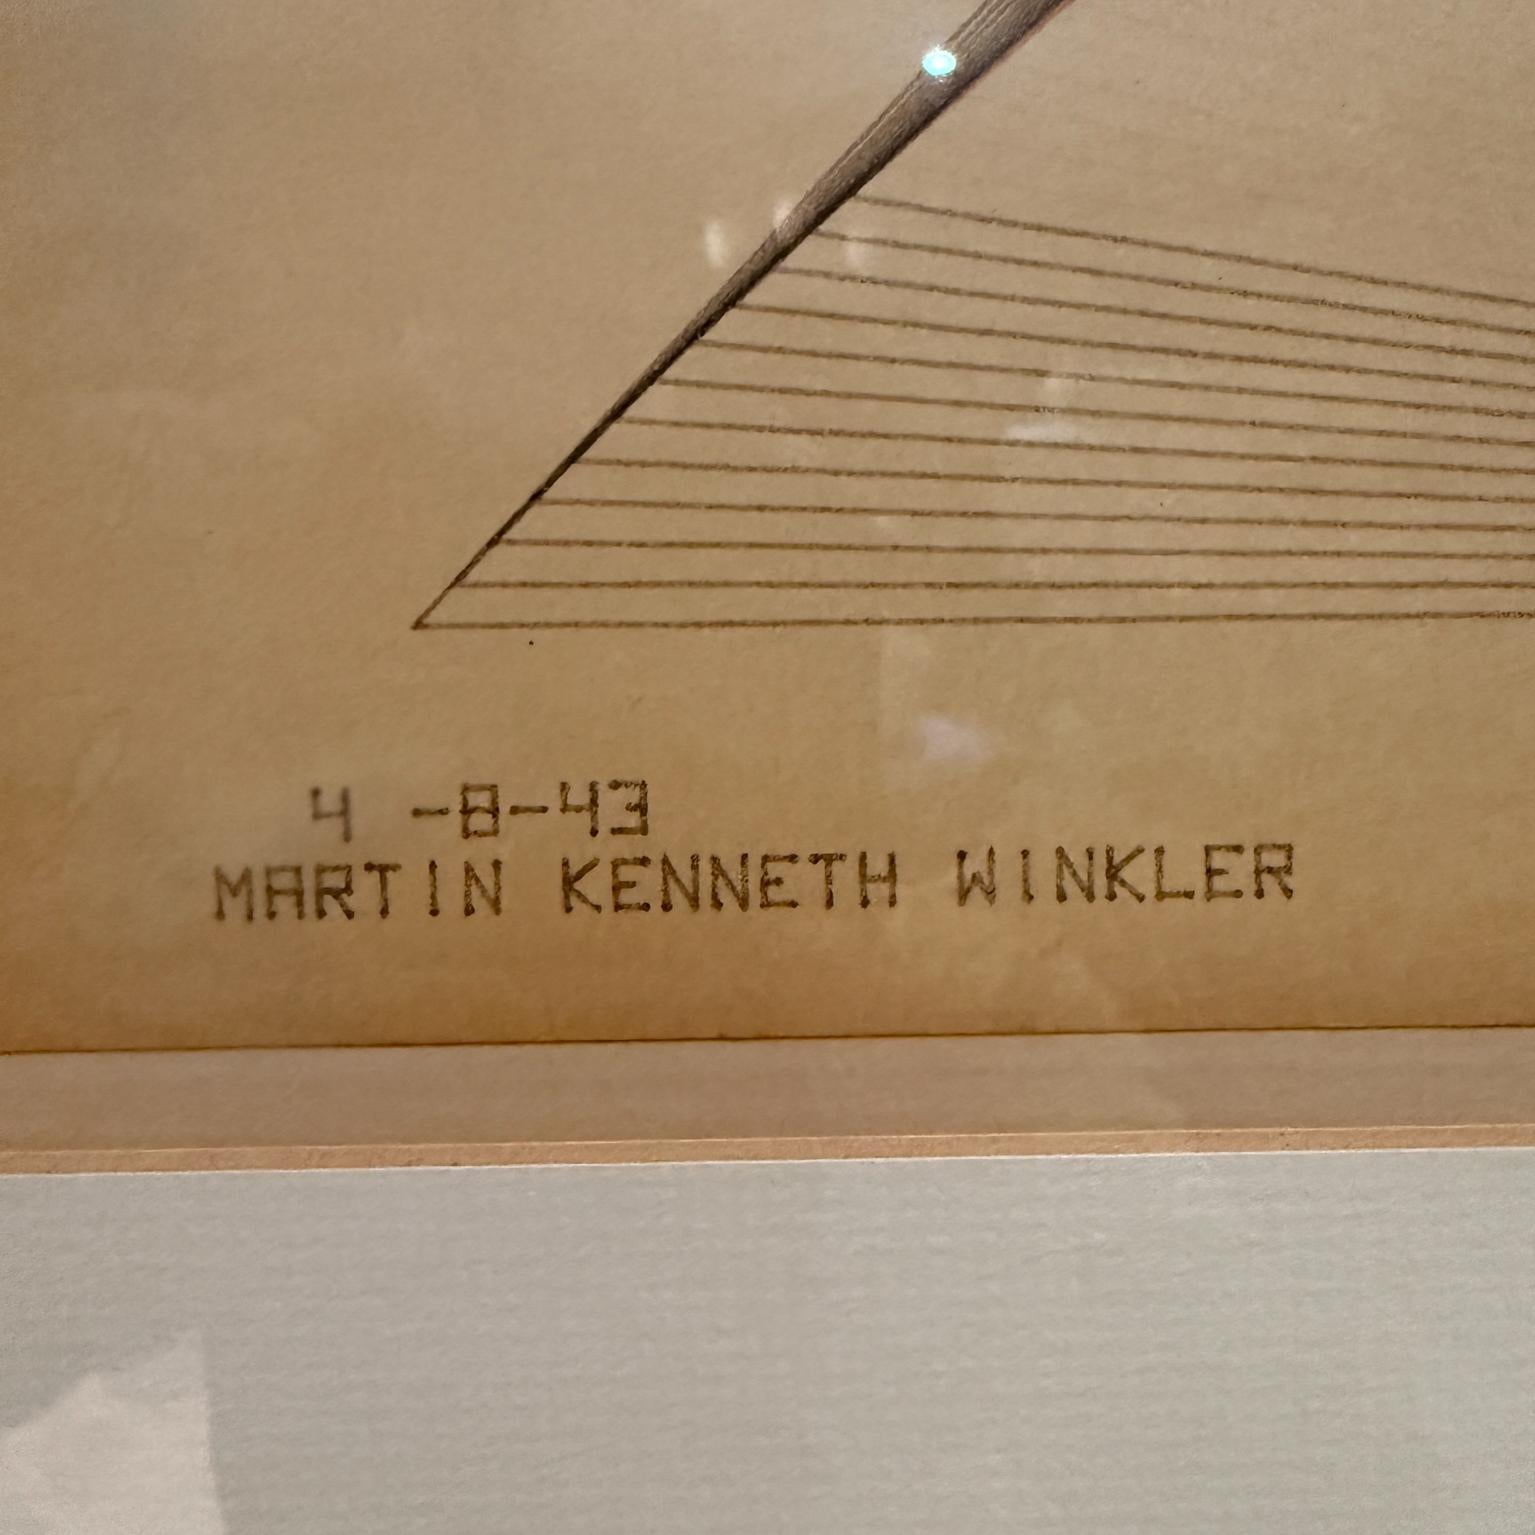 4 -8-43
MARTIN KENNETH WINKLER